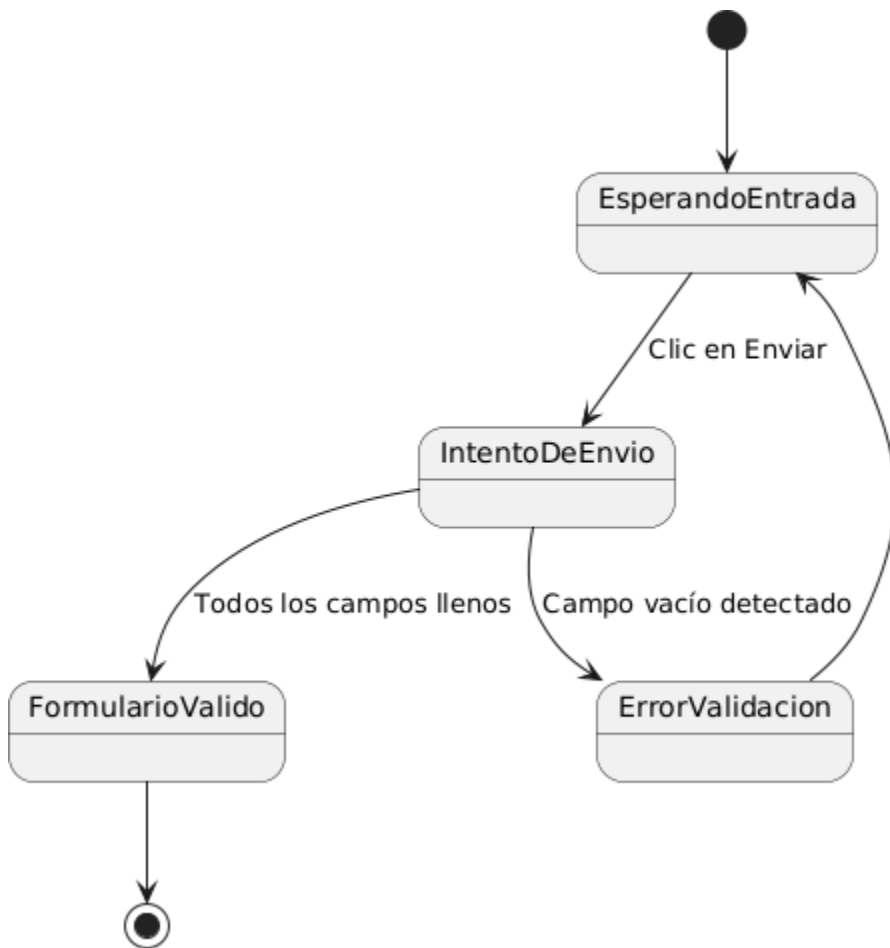 EsperandoEntrada
Clic en Enviar
IntentoDeEnvio
Todos los campos llenos
Campo vacío detectado
FormularioValido
ErrorValidacion